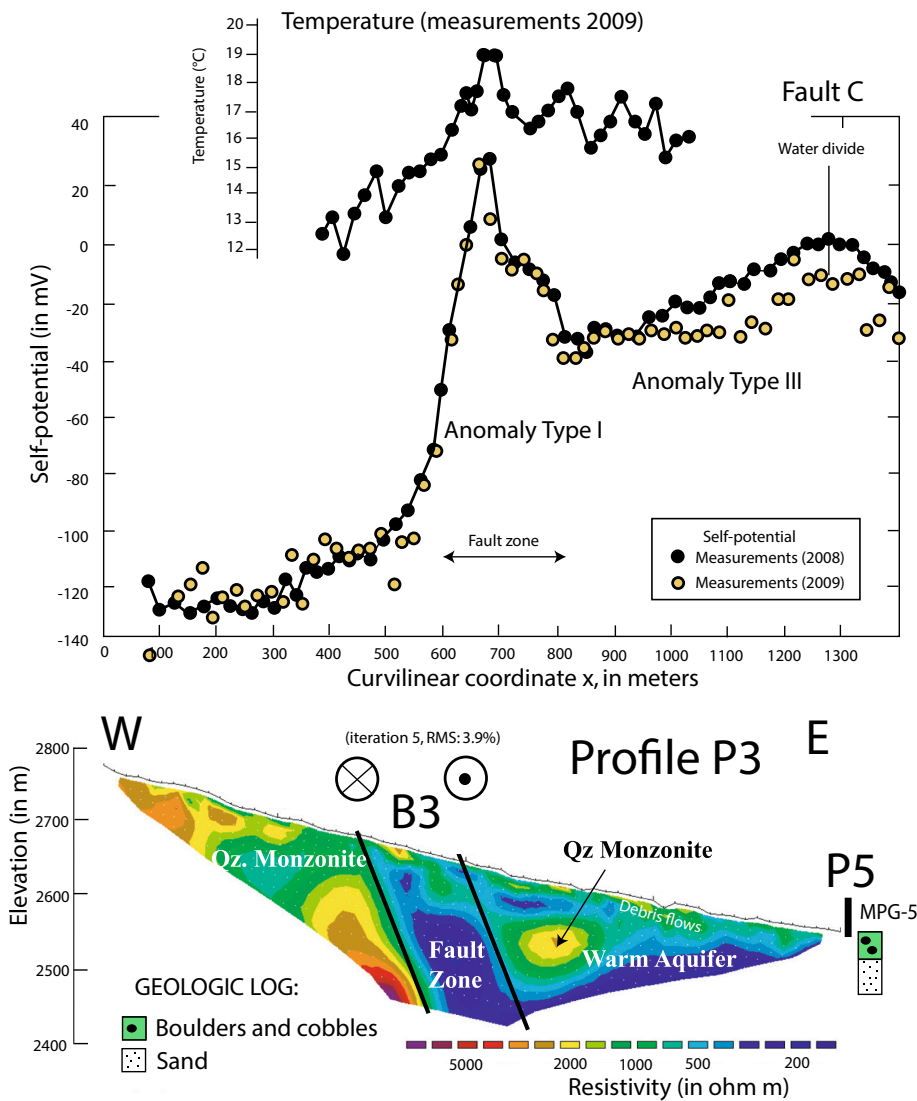 Temperature (measurements 2009)
20
19
18
17
16
15
14
13
12
Temperature (°C)
Fault C
Water divide
40
20
0
-20
-40
-60
-80
-100
-120
-140
Self-potential (in mV)
Anomaly Type III
Anomaly Type I
Fault zone
Self-potential
Measurements (2008)
Measurements (2009)
0 100 200 300 400 500 600 700 800 900 1000 1100 1200 1300
Curvilinear coordinate x, in meters
W
E
(iteration 5, RMS: 3.9%)
Profile P3
B3
2800
2700
2600
2500
2400
Elevation (in m)
Qz. Monzonite
Qz Monzonite
P5
MPG-5
Debris flows
Fault
Zone
Warm Aquifer
GEOLOGIC LOG:
Boulders and cobbles
Sand
5000 2000 1000 500 200
Resistivity (in ohm m)